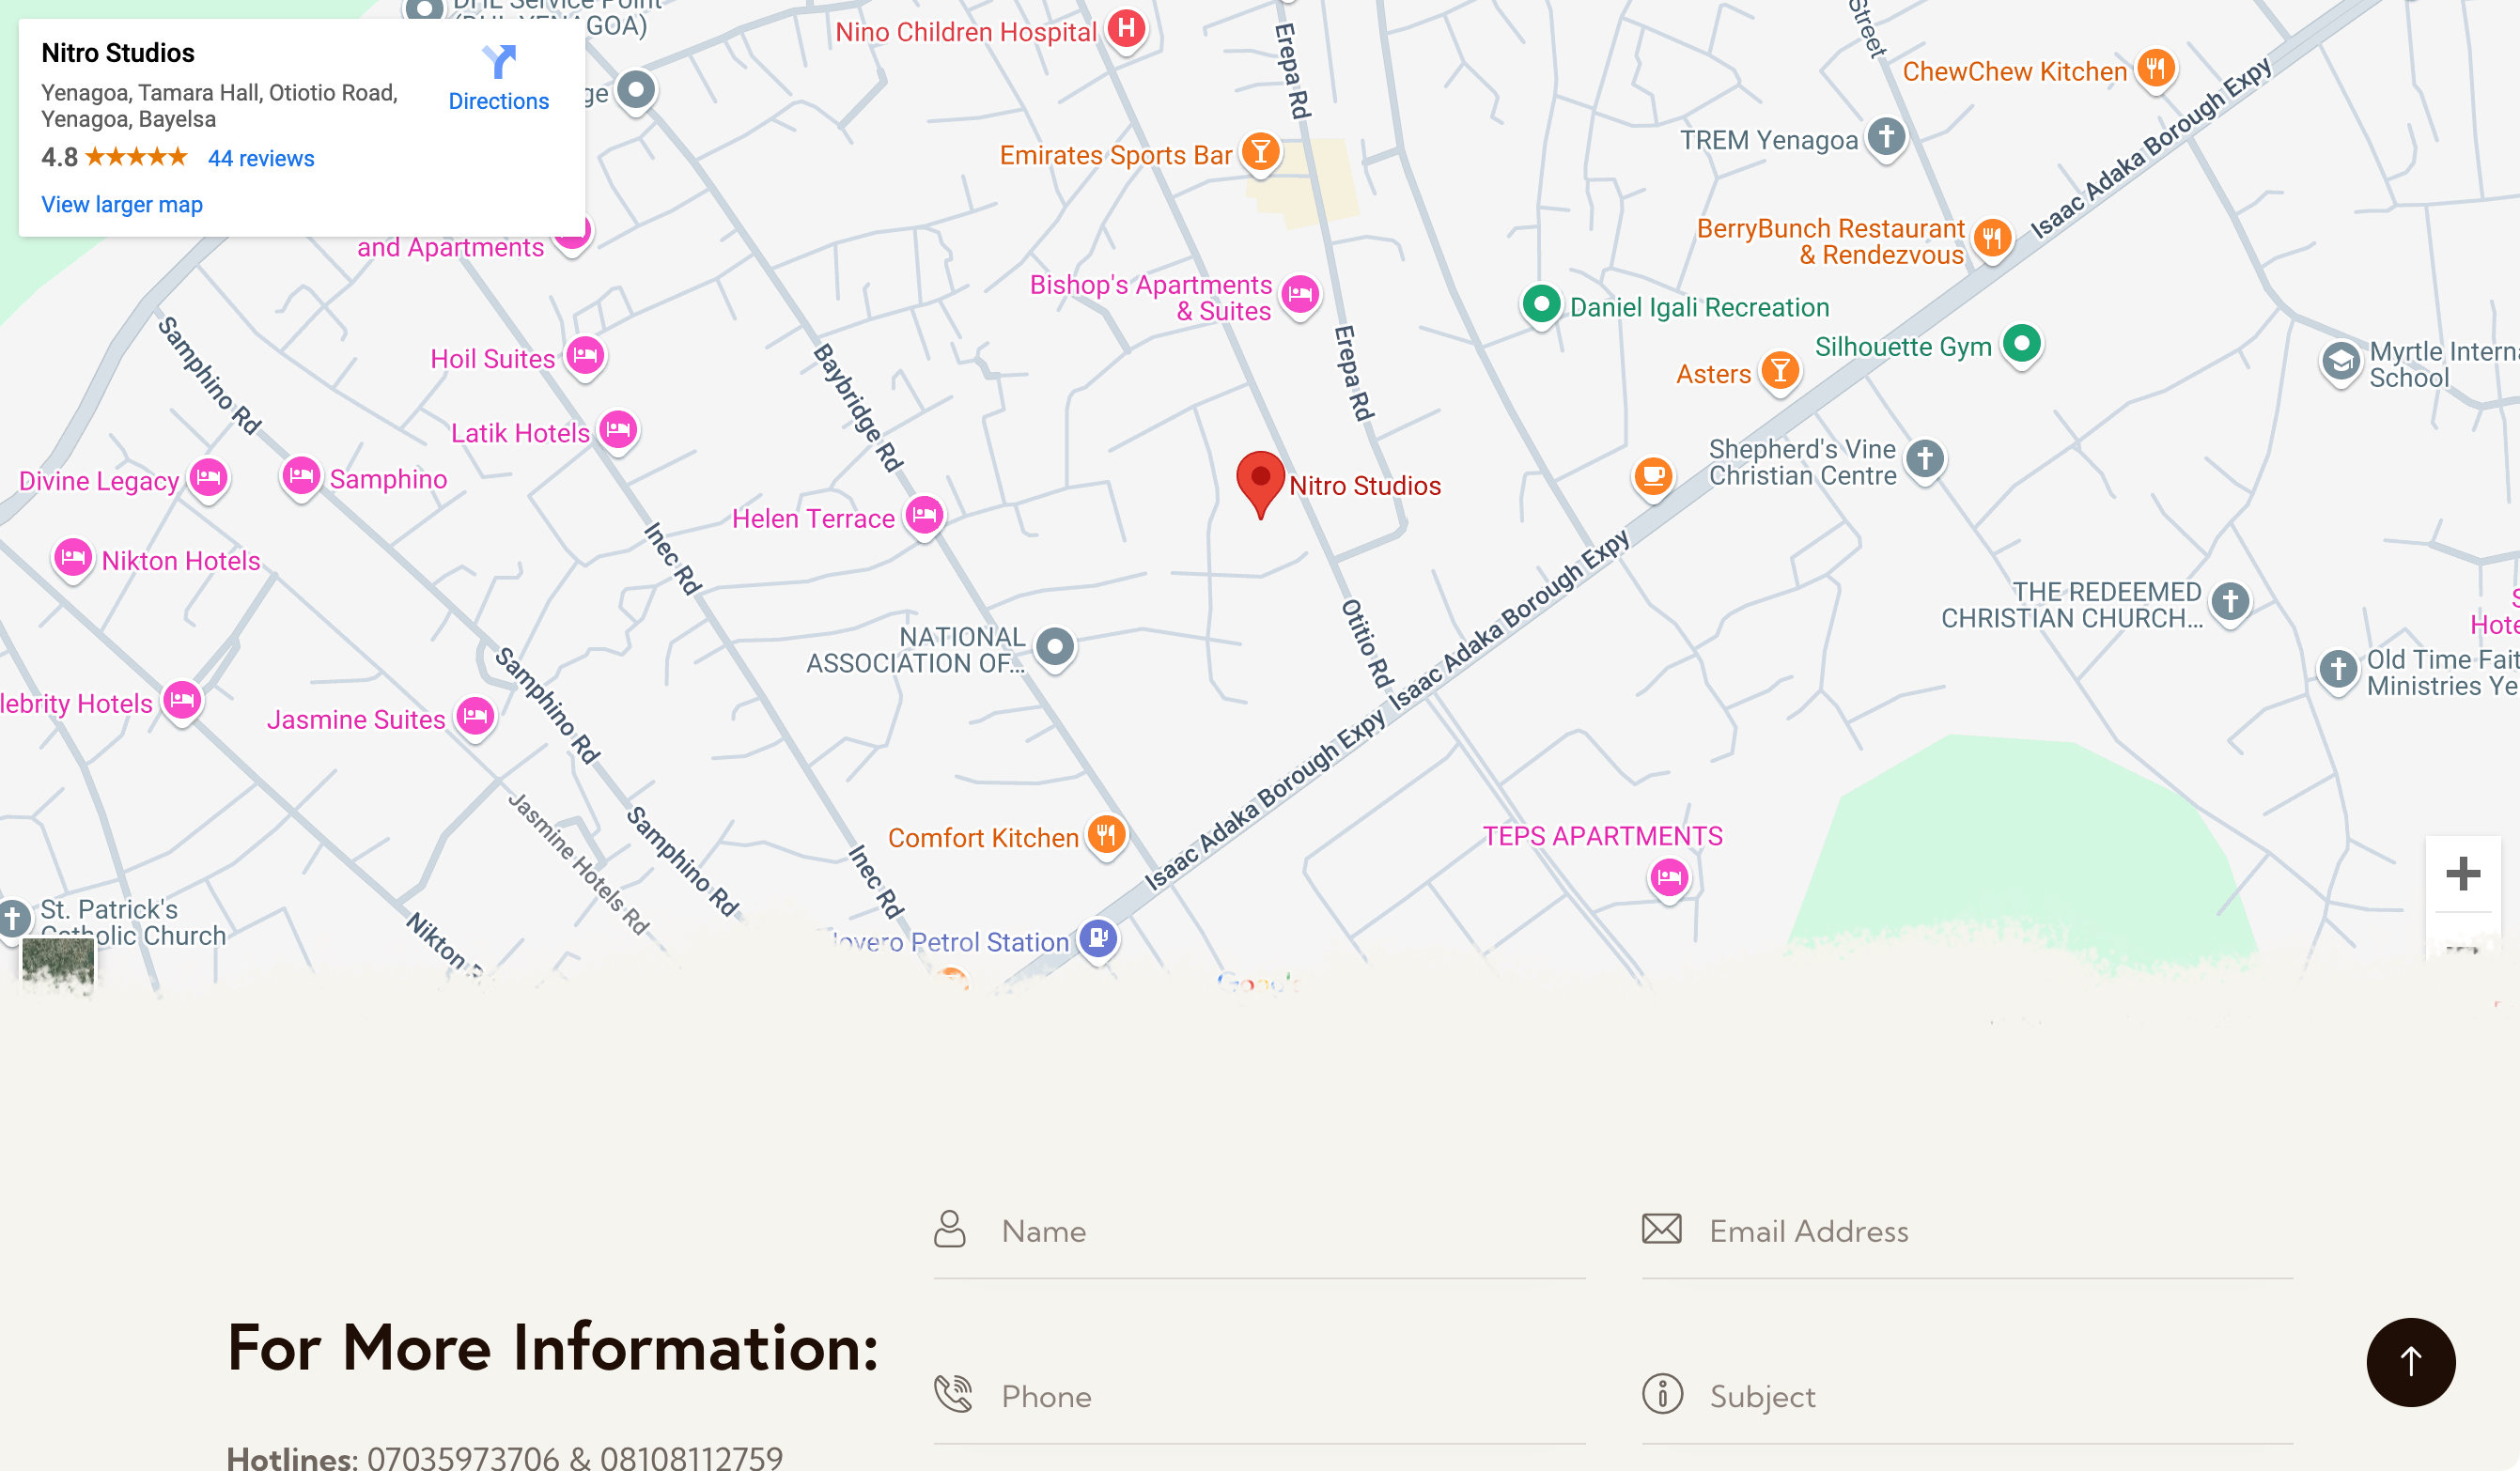 DHL Service Point
Nitro Studios
Yenagoa, Tamara Hall, Otiotio Road,
Yenagoa, Bayelsa
4.8
44 reviews
View larger map
Directions
Nino Children Hospital
Erepa Rd
Street
ChewChew Kitchen
Isaac Adaka Borough Expy
TREM Yenagoa
Emirates Sports Bar
BerryBunch Restaurant
& Rendezvous
and Apartments
Bishop's Apartments
& Suites
Daniel Igali Recreation
Silhouette Gym
Asters
Myrtle Interna
School
Samphino Rd
Hoil Suites
Baybridge Rd
Erepa Rd
Latik Hotels
Shepherd's Vine
Christian Centre
Divine Legacy
Samphino
Nitro Studios
Helen Terrace
Nikton Hotels
Inec Rd
Isaac Adaka Borough Expy
THE REDEEMED
CHRISTIAN CHURCH...
Otitio Rd
NATIONAL
ASSOCIATION OF...
Hote
Old Time Fait
Ministries Ye
Samphino Rd
lebrity Hotels
Jasmine Suites
Isaac Adaka Borough Expy
Jasmine Hotels Rd
Samphino Rd
Comfort Kitchen
TEPS APARTMENTS
Inec Rd
St. Patrick's
Catholic Church
Nikton
Petrol Station
Google
Name
Email Address
For More Information:
Phone
Subject
Hotlines: 07035973706 & 08108112759